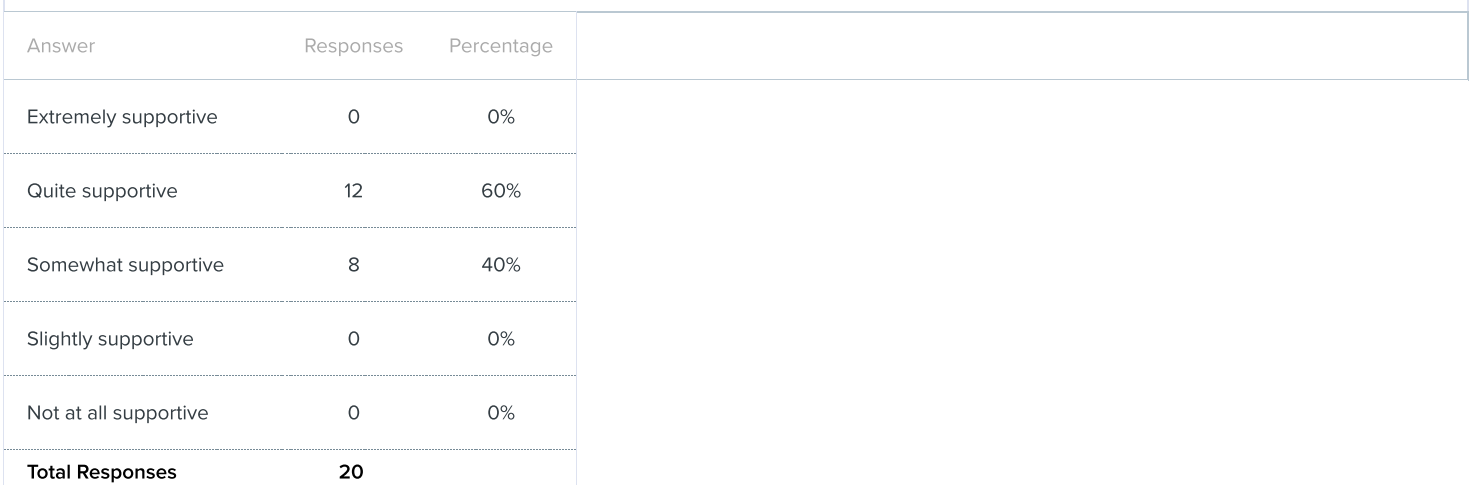 Answer Responses Percentage
Extremely supportive 0 0%
Quite supportive 12 60%
Somewhat supportive 8 40%
Slightly supportive 0 0%
Not at all supportive 0 0%
Total Responses 20